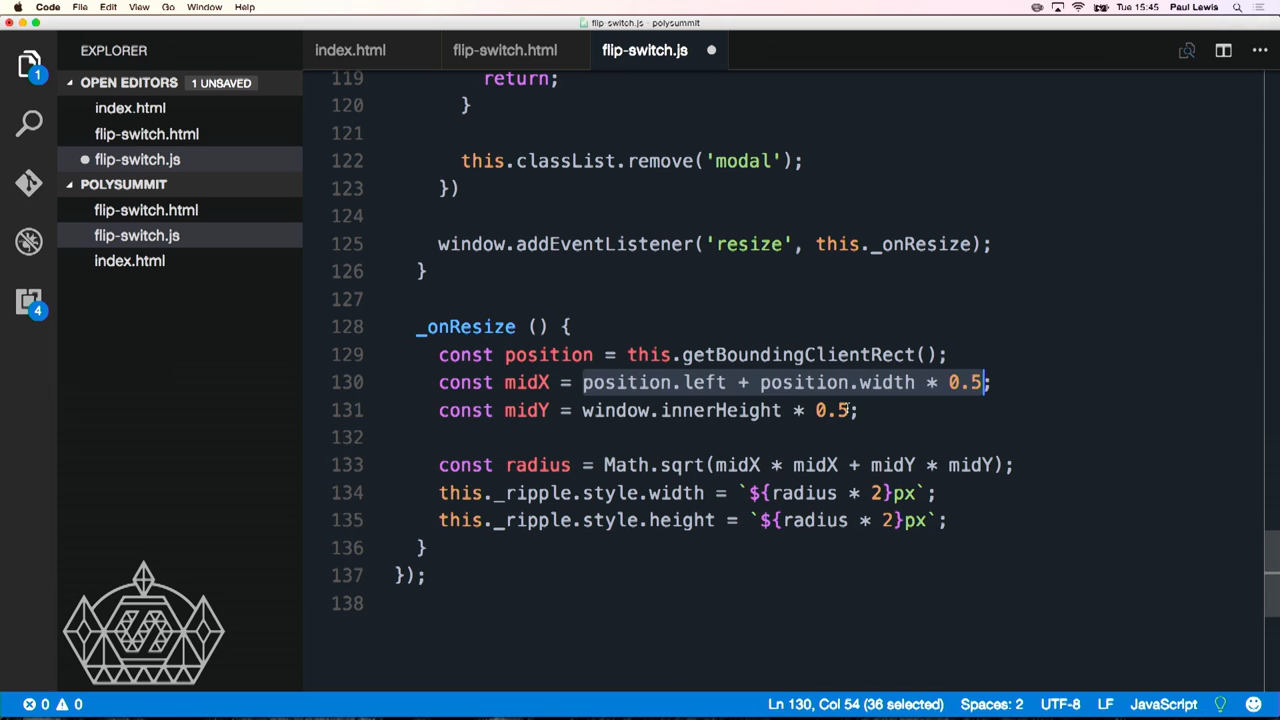 Code File Edit View Go Window Help Tue 15:45 Paul Lewis
flip-switch.js — polysummit
EXPLORER
index.html flip-switch.html flip-switch.js
OPEN EDITORS 1 UNSAVED
index.html
flip-switch.html
flip-switch.js
POLYSUMMIT
flip-switch.html
flip-switch.js
index.html
1
4
119 return;
120 }
121
122 this.classList.remove('modal');
123 })
124
125 window.addEventListener('resize', this._onResize);
126 }
127
128 _onResize () {
129 const position = this.getBoundingClientRect();
130 const midX = position.left + position.width * 0.5;
131 const midY = window.innerHeight * 0.5;
132
133 const radius = Math.sqrt(midX * midX + midY * midY);
134 this._ripple.style.width = `${radius * 2}px`;
135 this._ripple.style.height = `${radius * 2}px`;
136 }
137 });
138
0 0 Ln 130, Col 54 (36 selected) Spaces: 2 UTF-8 LF JavaScript